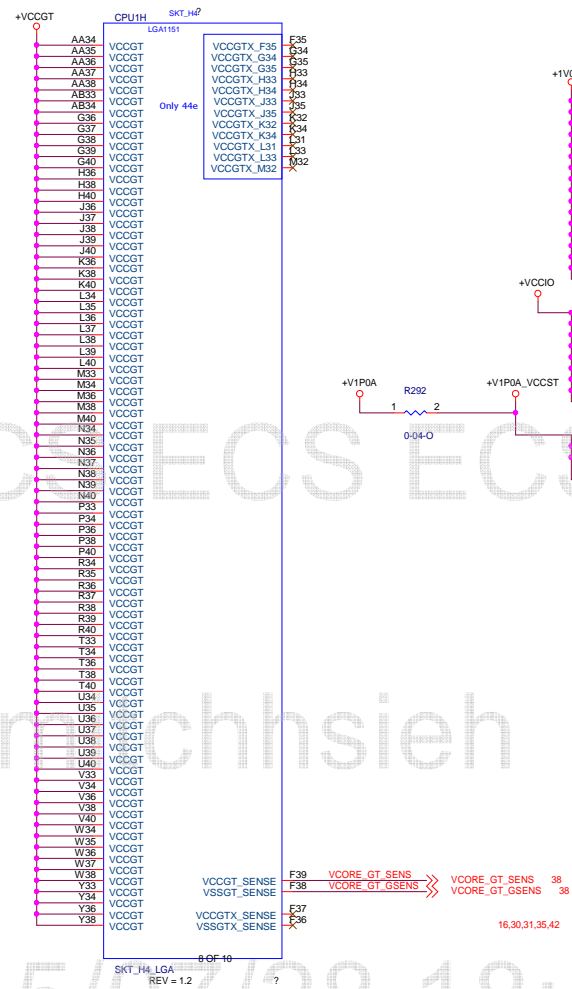 +VCCGT
CPU1H
SKT_H4
?
LGA1151
AA34 VCCGT
AA35 VCCGT
AA36 VCCGT
AA37 VCCGT
AA38 VCCGT
AB33 VCCGT
AB34 VCCGT
G36 VCCGT
G37 VCCGT
G38 VCCGT
G39 VCCGT
G40 VCCGT
H36 VCCGT
H38 VCCGT
H40 VCCGT
J36 VCCGT
J37 VCCGT
J38 VCCGT
J39 VCCGT
J40 VCCGT
K36 VCCGT
K38 VCCGT
K40 VCCGT
L34 VCCGT
L35 VCCGT
L36 VCCGT
L37 VCCGT
L38 VCCGT
L39 VCCGT
L40 VCCGT
M33 VCCGT
M34 VCCGT
M36 VCCGT
M38 VCCGT
M40 VCCGT
N34 VCCGT
N35 VCCGT
N36 VCCGT
N37 VCCGT
N38 VCCGT
N39 VCCGT
N40 VCCGT
P33 VCCGT
P34 VCCGT
P36 VCCGT
P38 VCCGT
P40 VCCGT
R34 VCCGT
R35 VCCGT
R36 VCCGT
R37 VCCGT
R38 VCCGT
R39 VCCGT
R40 VCCGT
T33 VCCGT
T34 VCCGT
T36 VCCGT
T38 VCCGT
T40 VCCGT
U34 VCCGT
U35 VCCGT
U36 VCCGT
U37 VCCGT
U38 VCCGT
U39 VCCGT
U40 VCCGT
V33 VCCGT
V34 VCCGT
V36 VCCGT
V38 VCCGT
V40 VCCGT
W34 VCCGT
W35 VCCGT
W36 VCCGT
W37 VCCGT
W38 VCCGT
Y33 VCCGT
Y34 VCCGT
Y36 VCCGT
Y38 VCCGT
Only 44e
VCCGTX_F35 F35
VCCGTX_G34 G34
VCCGTX_G35 G35
VCCGTX_H33 H33
VCCGTX_H34 H34
VCCGTX_J33 J33
VCCGTX_J35 J35
VCCGTX_K32 K32
VCCGTX_K34 K34
VCCGTX_L31 L31
VCCGTX_L33 L33
VCCGTX_M32 M32
VCCGT_SENSE F39 VCORE_GT_SENS VCORE_GT_SENS 38
VSSGT_SENSE F38 VCORE_GT_GSENS VCORE_GT_GSENS 38
VCCGTX_SENSE F37
VSSGTX_SENSE F36
8 OF 10
SKT_H4_LGA
REV = 1.2
?
+VCCIO
+V1P0A
R292
+V1P0A_VCCST
1 2
0-04-O
16,30,31,35,42
CS ECS ECS
chhsieh